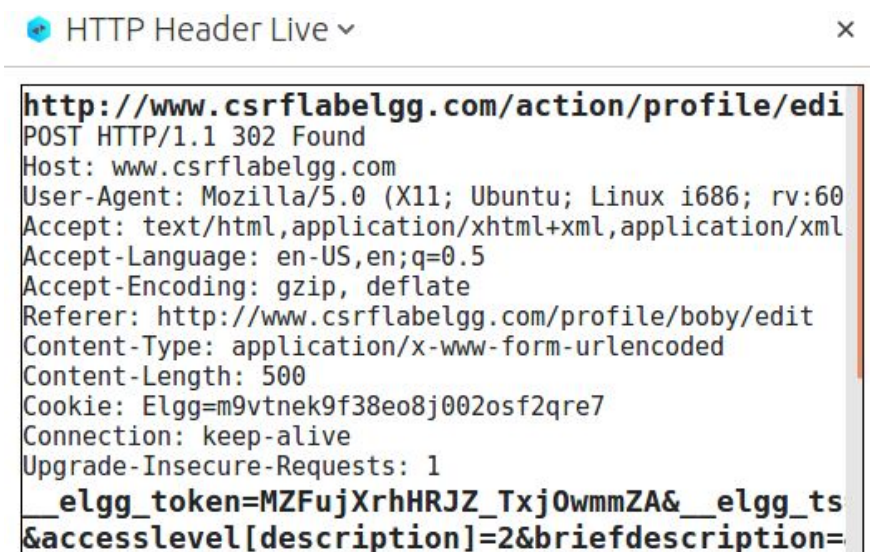 HTTP Header Live
http://www.csrflabelgg.com/action/profile/edi
POST HTTP/1.1 302 Found
Host: www.csrflabelgg.com
User-Agent: Mozilla/5.0 (X11; Ubuntu; Linux i686; rv:60
Accept: text/html,application/xhtml+xml,application/xml
Accept-Language: en-US,en;q=0.5
Accept-Encoding: gzip, deflate
Referer: http://www.csrflabelgg.com/profile/boby/edit
Content-Type: application/x-www-form-urlencoded
Content-Length: 500
Cookie: Elgg=m9vtnek9f38eo8j002osf2qre7
Connection: keep-alive
Upgrade-Insecure-Requests: 1
__elgg_token=MZFujXrhHRJZ_TxjOwmmZA&__elgg_ts=
&accesslevel[description]=2&briefdescription=&